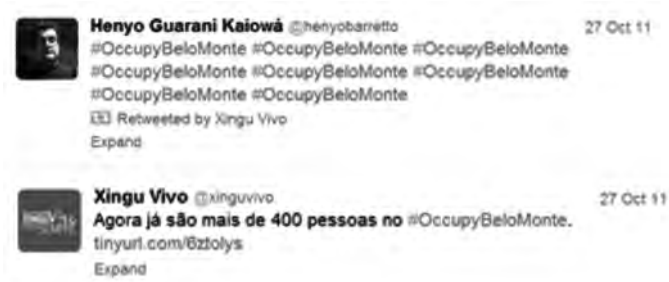 Henyo Guarani Kaiowá @henyobarretto 27 Oct 11
#OccupyBeloMonte #OccupyBeloMonte #OccupyBeloMonte
#OccupyBeloMonte #OccupyBeloMonte #OccupyBeloMonte
#OccupyBeloMonte #OccupyBeloMonte
Retweeted by Xingu Vivo
Expand
Xingu Vivo @xinguvivo 27 Oct 11
Agora já são mais de 400 pessoas no #OccupyBeloMonte.
tinyurl.com/6ztolys
Expand